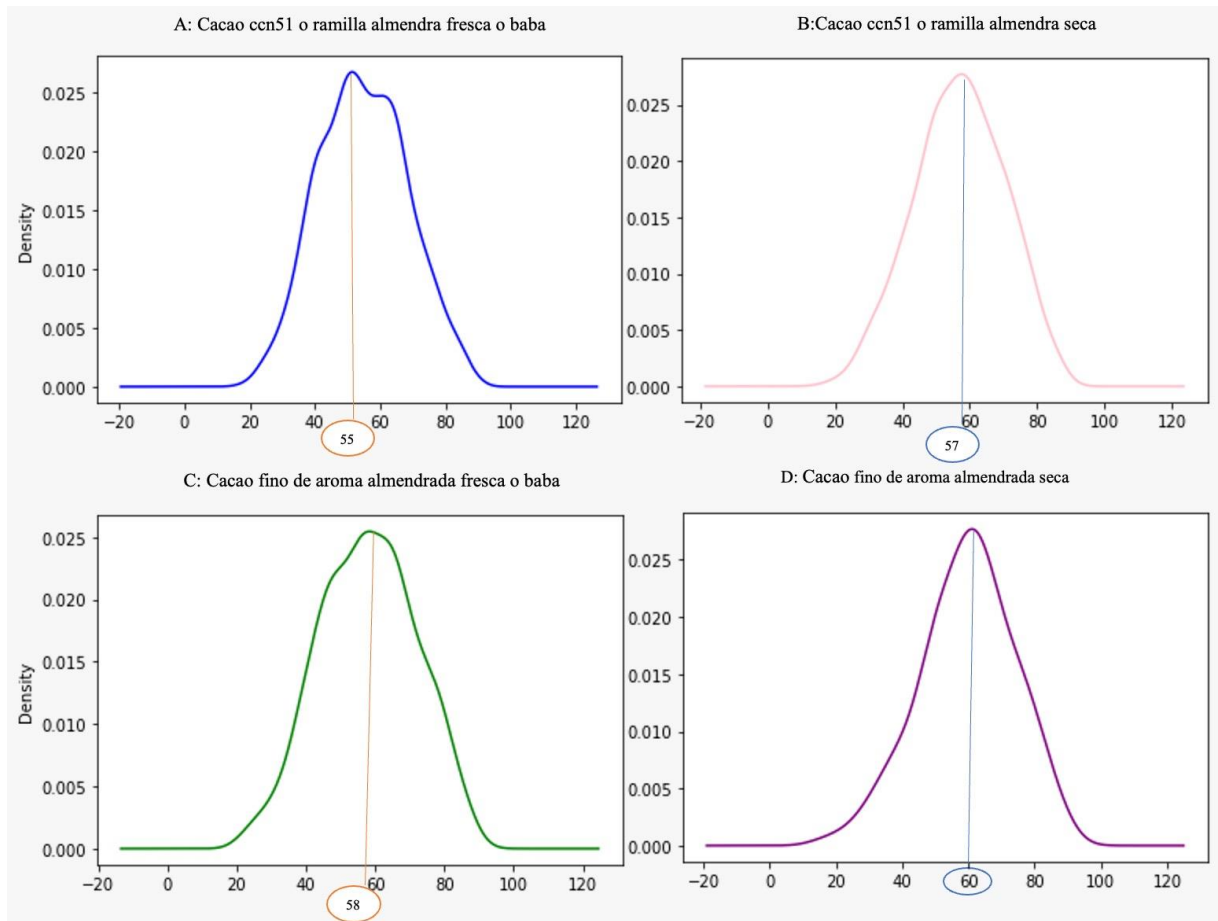 A: Cacao ccn51 o ramilla almendra fresca o baba
Density
0.025
0.020
0.015
0.010
0.005
0.000
−20 0 20 40 60 80 100 120
55
B:Cacao ccn51 o ramilla almendra seca
0.025
0.020
0.015
0.010
0.005
0.000
−20 0 20 40 60 80 100 120
57
C: Cacao fino de aroma almendrada fresca o baba
Density
0.025
0.020
0.015
0.010
0.005
0.000
−20 0 20 40 60 80 100 120
58
D: Cacao fino de aroma almendrada seca
0.025
0.020
0.015
0.010
0.005
0.000
−20 0 20 40 60 80 100 120